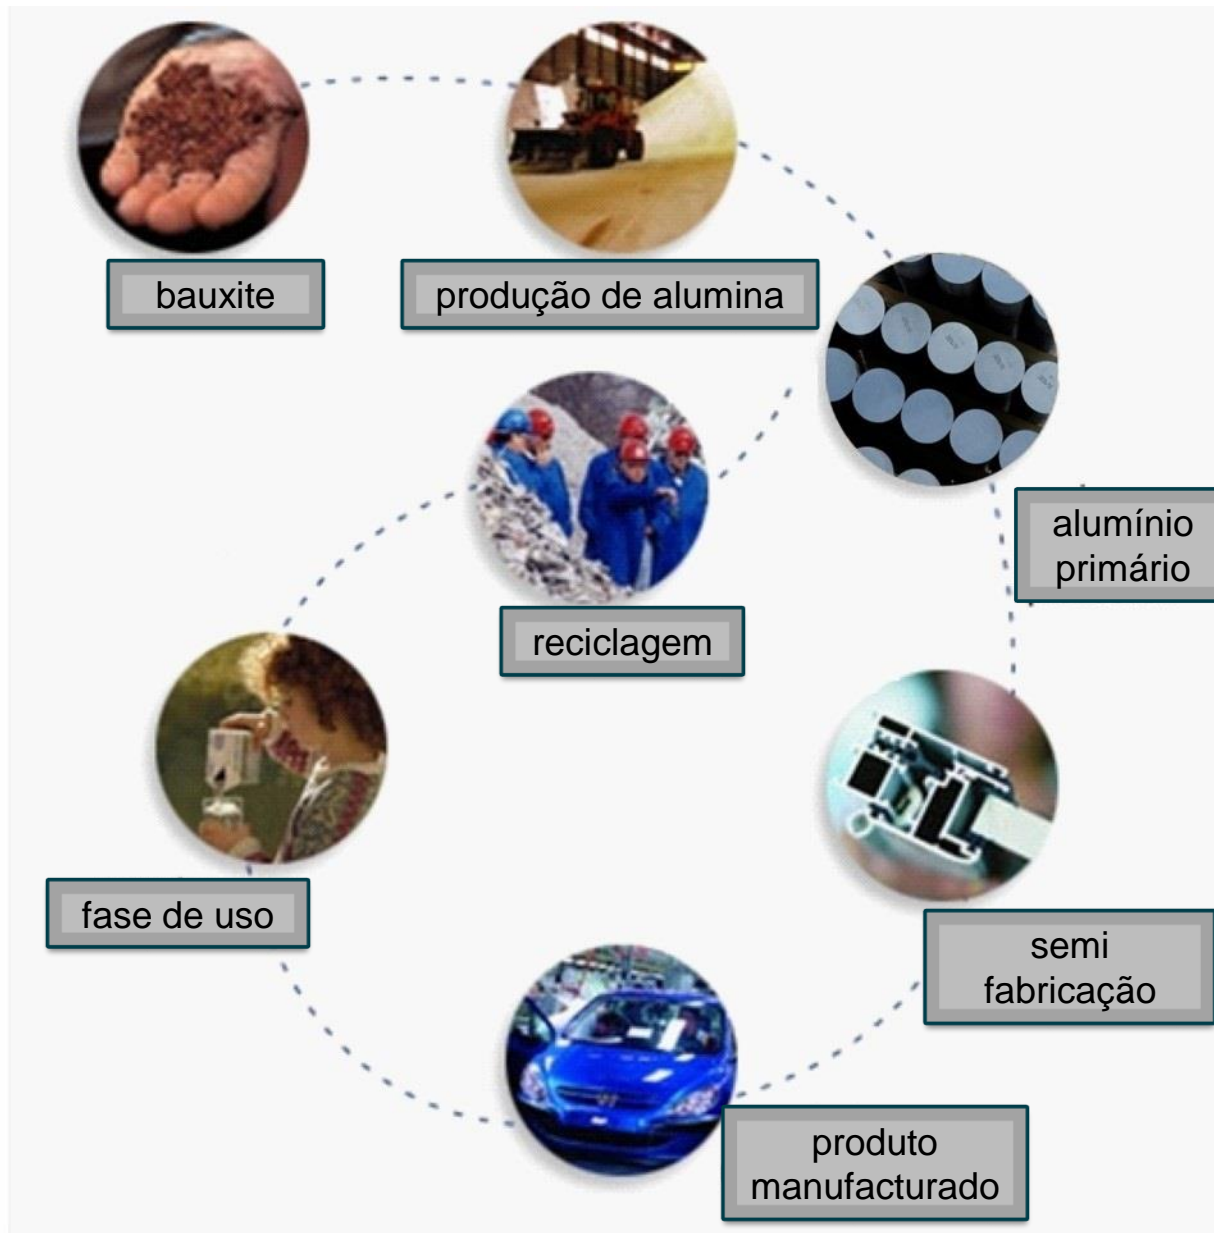 bauxite
produção de alumina
alumínio
primário
reciclagem
fase de uso
semi
fabricação
produto
manufacturado